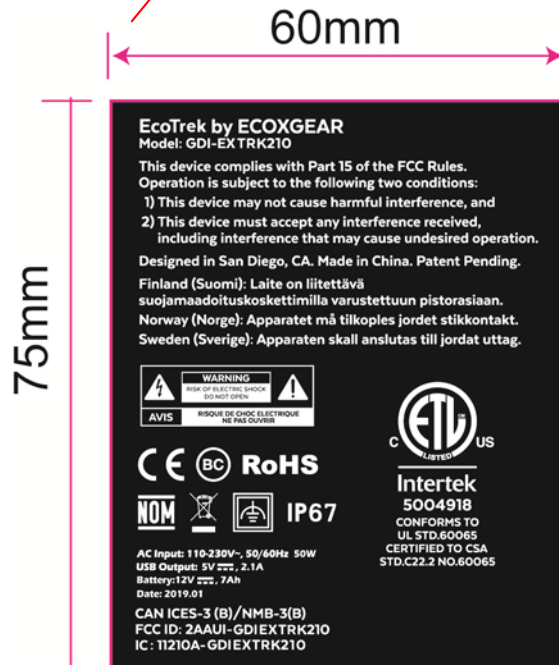 60mm
75mm
EcoTrek by ECOXGEAR
Model: GDI-EXTRK210
This device complies with Part 15 of the FCC Rules.
Operation is subject to the following two conditions:
1) This device may not cause harmful interference, and
2) This device must accept any interference received,
including interference that may cause undesired operation.
Designed in San Diego, CA. Made in China. Patent Pending.
Finland (Suomi): Laite on liitettävä
suojamaadoituskoskettimilla varustettuun pistorasiaan.
Norway (Norge): Apparatet må tilkoples jordet stikkontakt.
Sweden (Sverige): Apparaten skall anslutas till jordat uttag.
WARNING
RISK OF ELECTRIC SHOCK
DO NOT OPEN
AVIS
RISQUE DE CHOC ELECTRIQUE
NE PAS OUVRIR
CE BC RoHS
NOM IP67
C ETL US
LISTED
Intertek
5004918
CONFORMS TO
UL STD.60065
CERTIFIED TO CSA
STD.C22.2 NO.60065
AC Input: 110-230V~, 50/60Hz 50W
USB Output: 5V ⎓, 2.1A
Battery:12V ⎓, 7Ah
Date: 2019.01
CAN ICES-3 (B)/NMB-3(B)
FCC ID: 2AAUI-GDIEXTRK210
IC : 11210A-GDIEXTRK210